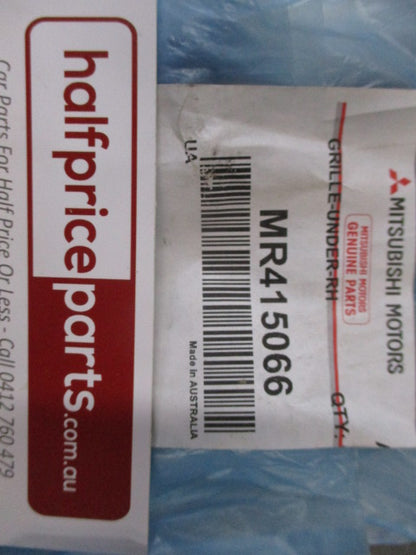 halfpriceparts.com.au
Car Parts For Half Price Or Less - Call 0412 760 479
MITSUBISHI MOTORS
MITSUBISHI MOTORS
GENUINE PARTS
GRILLE-UNDER-RH
QTY:
MR415066
UA
Made in AUSTRALIA